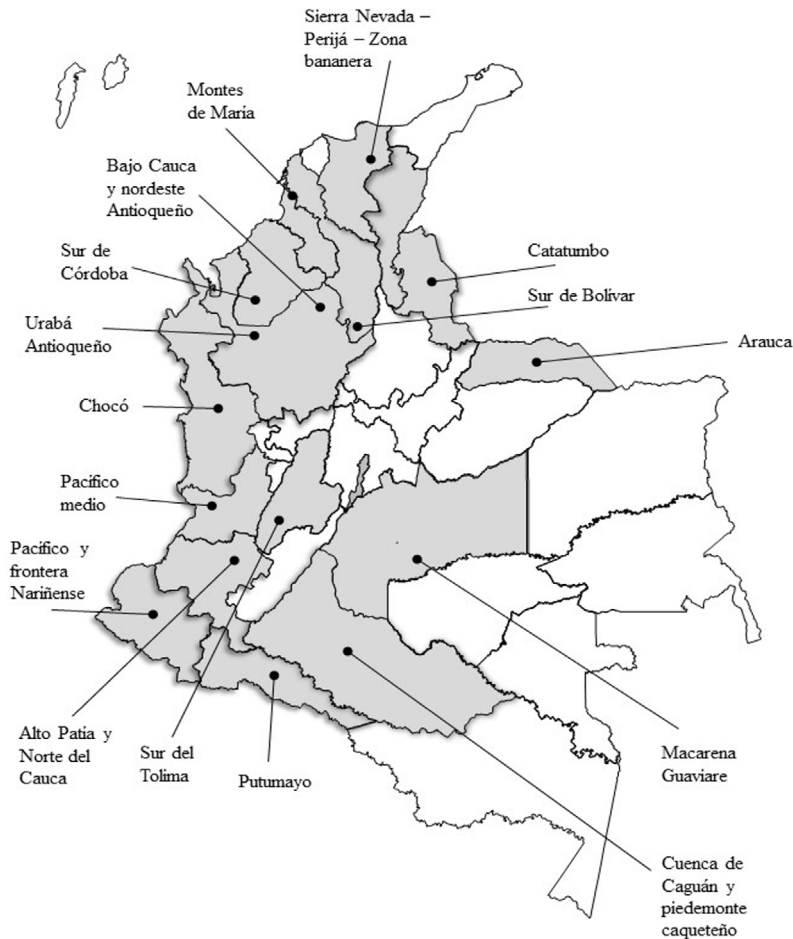 Sierra Nevada –
Perijá – Zona
bananera
Montes
de María
Bajo Cauca
y nordeste
Antioqueño
Sur de
Córdoba
Urabá
Antioqueño
Chocó
Pacífico
medio
Pacífico y
frontera
Nariñense
Alto Patía y
Norte del
Cauca
Sur del
Tolima
Putumayo
Catatumbo
Sur de Bolívar
Arauca
Macarena
Guaviare
Cuenca de
Caguán y
piedemonte
caqueteño